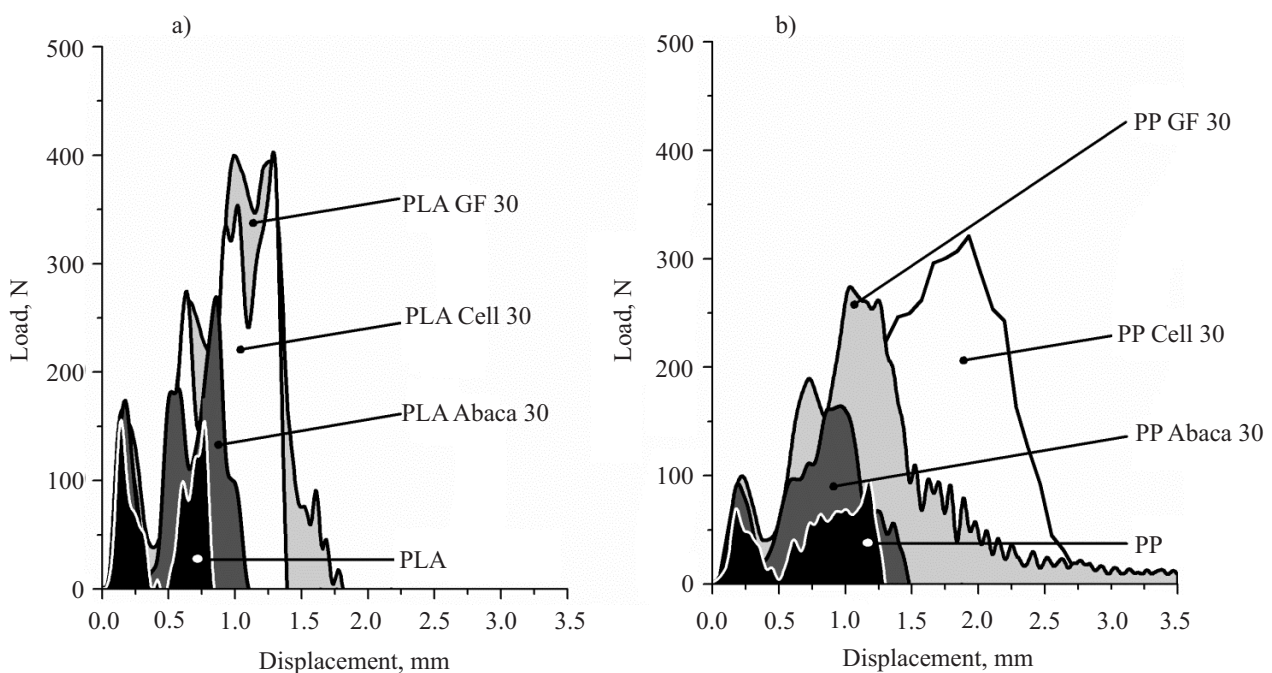 a)
500
400
300
200
100
0
Load, N
PLA GF 30
PLA Cell 30
PLA Abaca 30
PLA
0.0 0.5 1.0 1.5 2.0 2.5 3.0 3.5
Displacement, mm
b)
500
400
300
200
100
0
Load, N
PP GF 30
PP Cell 30
PP Abaca 30
PP
0.0 0.5 1.0 1.5 2.0 2.5 3.0 3.5
Displacement, mm